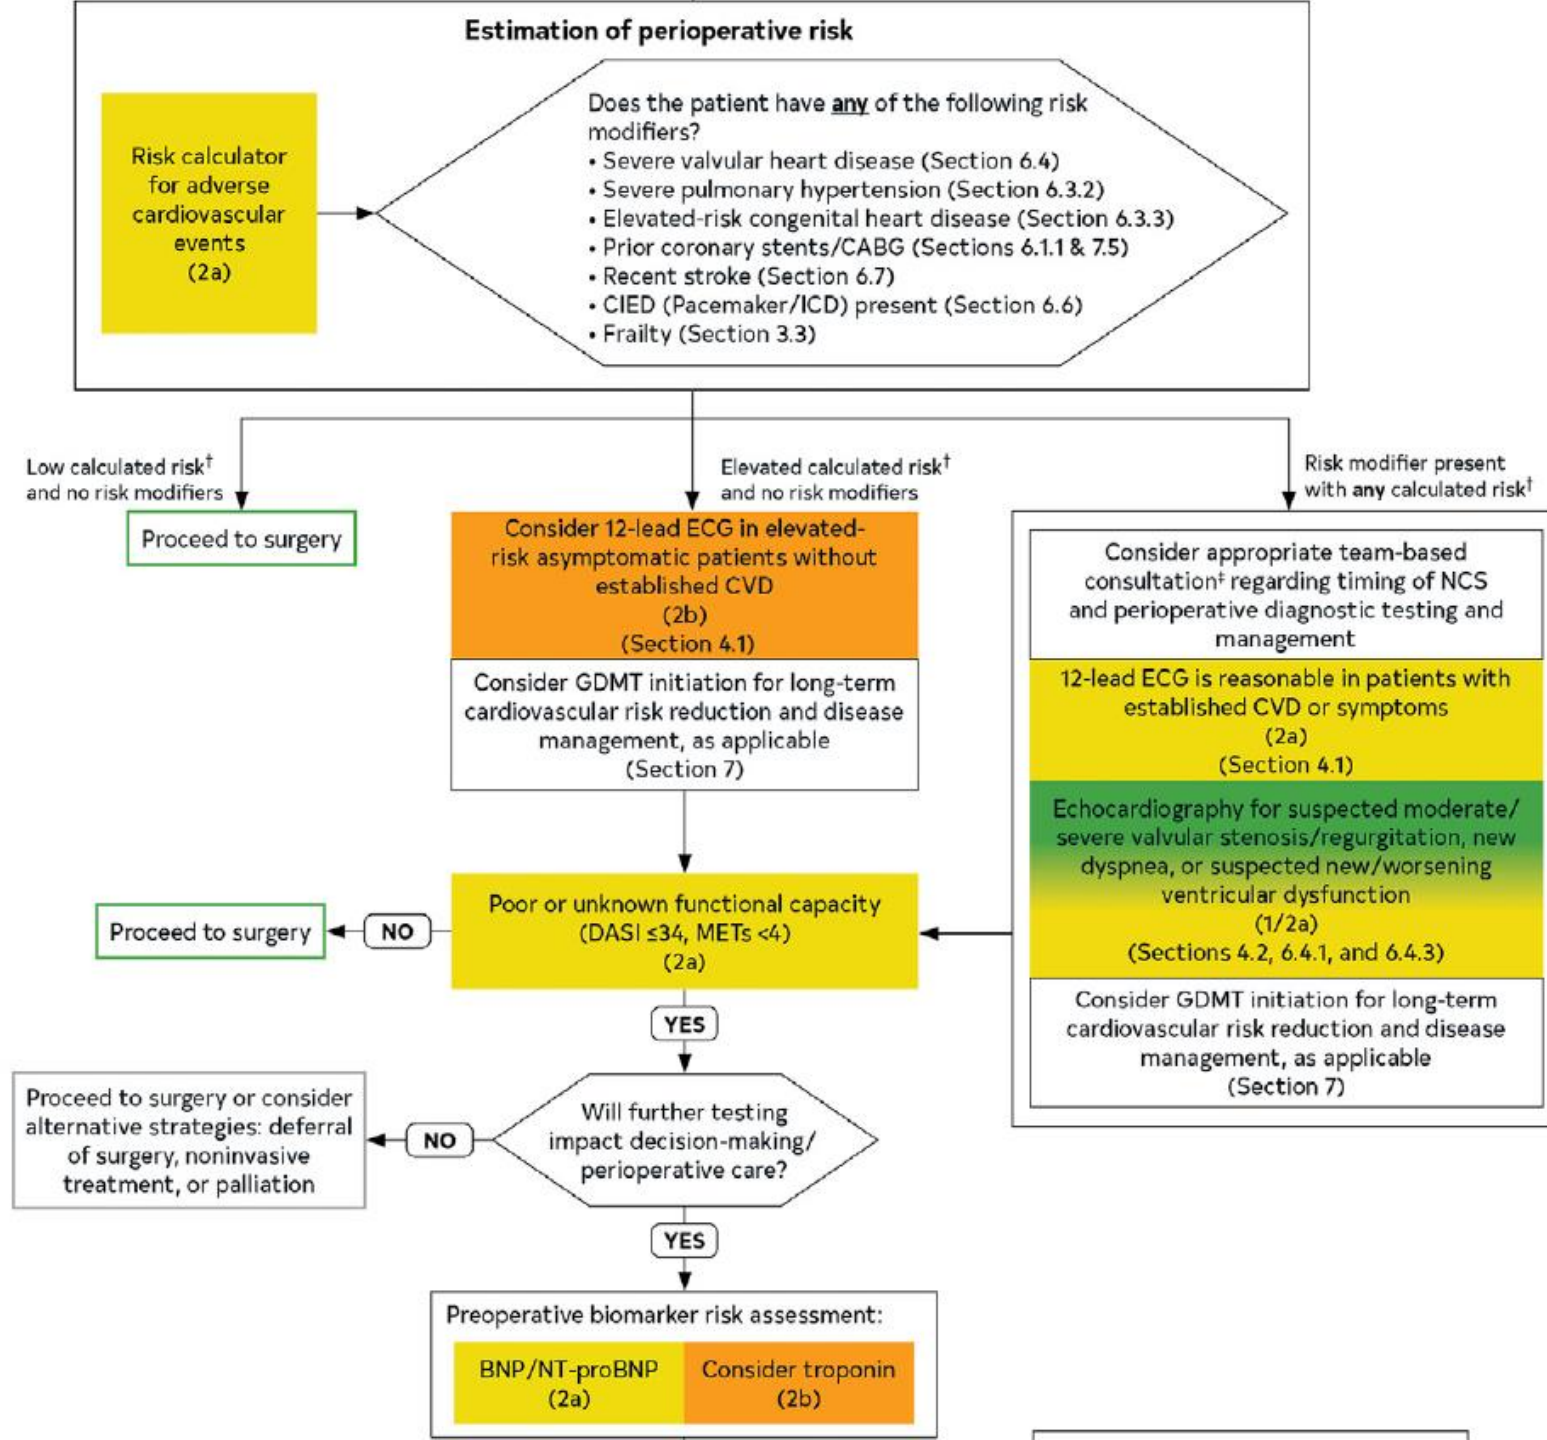 Estimation of perioperative risk
Risk calculator
for adverse
cardiovascular
events
(2a)
Does the patient have any of the following risk
modifiers?
• Severe valvular heart disease (Section 6.4)
• Severe pulmonary hypertension (Section 6.3.2)
• Elevated-risk congenital heart disease (Section 6.3.3)
• Prior coronary stents/CABG (Sections 6.1.1 & 7.5)
• Recent stroke (Section 6.7)
• CIED (Pacemaker/ICD) present (Section 6.6)
• Frailty (Section 3.3)
Low calculated risk†
and no risk modifiers
Proceed to surgery
Elevated calculated risk†
and no risk modifiers
Consider 12-lead ECG in elevated-
risk asymptomatic patients without
established CVD
(2b)
(Section 4.1)
Consider GDMT initiation for long-term
cardiovascular risk reduction and disease
management, as applicable
(Section 7)
Risk modifier present
with any calculated risk†
Consider appropriate team-based
consultation‡ regarding timing of NCS
and perioperative diagnostic testing and
management
12-lead ECG is reasonable in patients with
established CVD or symptoms
(2a)
(Section 4.1)
Echocardiography for suspected moderate/
severe valvular stenosis/regurgitation, new
dyspnea, or suspected new/worsening
ventricular dysfunction
(1/2a)
(Sections 4.2, 6.4.1, and 6.4.3)
Consider GDMT initiation for long-term
cardiovascular risk reduction and disease
management, as applicable
(Section 7)
Poor or unknown functional capacity
(DASI ≤34, METs <4)
(2a)
NO
Proceed to surgery
YES
Will further testing
impact decision-making/
perioperative care?
NO
Proceed to surgery or consider
alternative strategies: deferral
of surgery, noninvasive
treatment, or palliation
YES
Preoperative biomarker risk assessment:
BNP/NT-proBNP
(2a)
Consider troponin
(2b)